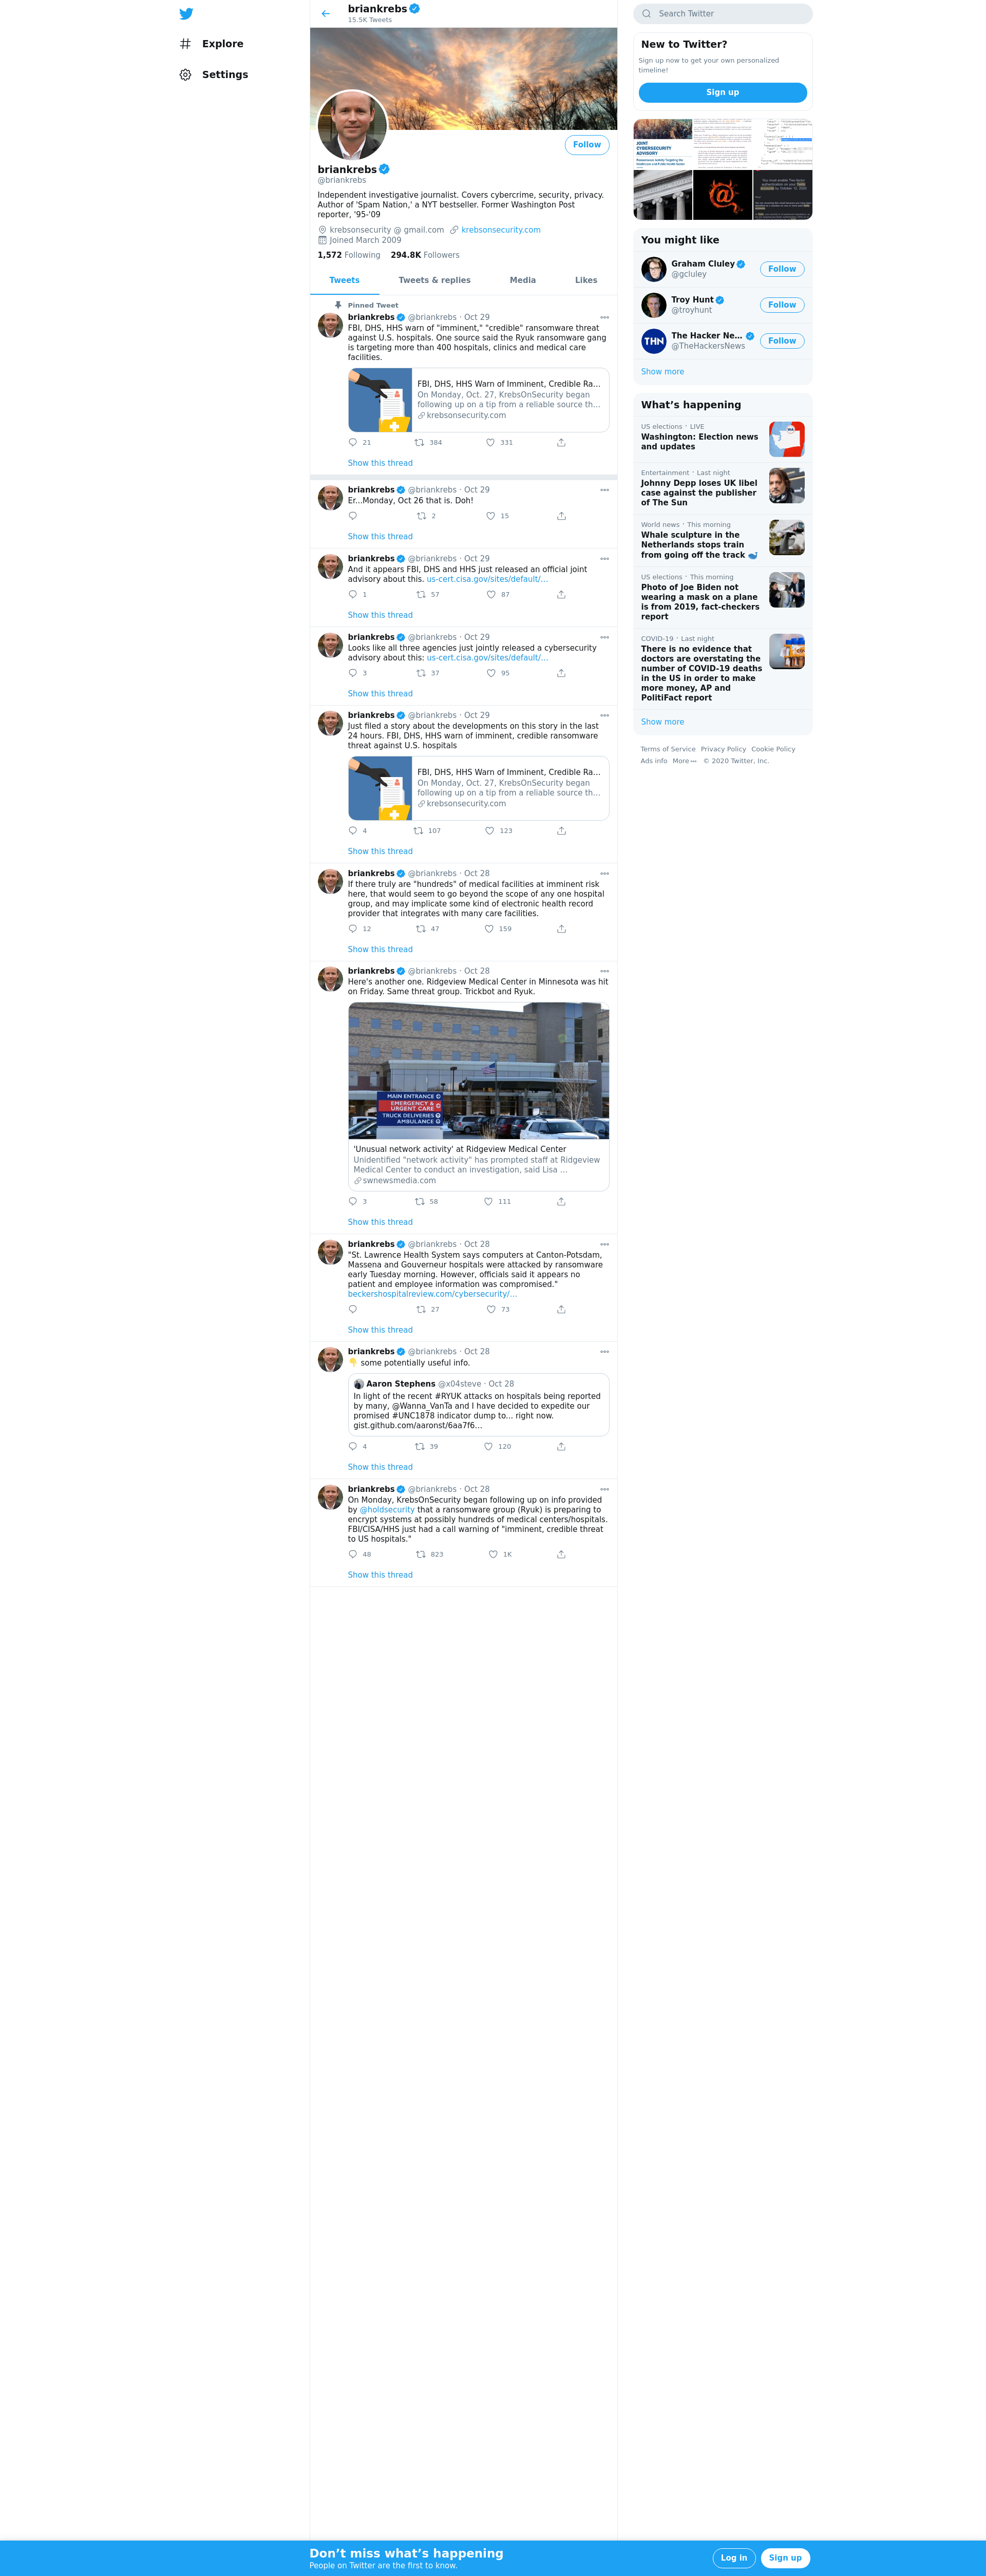 Explore
Settings
briankrebs
15.5K Tweets
Follow
briankrebs
@briankrebs
Independent investigative journalist. Covers cybercrime, security, privacy.
Author of 'Spam Nation,' a NYT bestseller. Former Washington Post
reporter, '95-'09
krebsonsecurity @ gmail.com krebsonsecurity.com
Joined March 2009
1,572 Following 294.8K Followers
Tweets Tweets & replies Media Likes
Pinned Tweet
briankrebs @briankrebs · Oct 29
FBI, DHS, HHS warn of "imminent," "credible" ransomware threat
against U.S. hospitals. One source said the Ryuk ransomware gang
is targeting more than 400 hospitals, clinics and medical care
facilities.
FBI, DHS, HHS Warn of Imminent, Credible Ra...
On Monday, Oct. 27, KrebsOnSecurity began
following up on a tip from a reliable source th...
krebsonsecurity.com
21 384 331
Show this thread
briankrebs @briankrebs · Oct 29
Er...Monday, Oct 26 that is. Doh!
2 15
Show this thread
briankrebs @briankrebs · Oct 29
And it appears FBI, DHS and HHS just released an official joint
advisory about this. us-cert.cisa.gov/sites/default/...
1 57 87
Show this thread
briankrebs @briankrebs · Oct 29
Looks like all three agencies just jointly released a cybersecurity
advisory about this: us-cert.cisa.gov/sites/default/...
3 37 95
Show this thread
briankrebs @briankrebs · Oct 29
Just filed a story about the developments on this story in the last
24 hours. FBI, DHS, HHS warn of imminent, credible ransomware
threat against U.S. hospitals
FBI, DHS, HHS Warn of Imminent, Credible Ra...
On Monday, Oct. 27, KrebsOnSecurity began
following up on a tip from a reliable source th...
krebsonsecurity.com
4 107 123
Show this thread
briankrebs @briankrebs · Oct 28
If there truly are "hundreds" of medical facilities at imminent risk
here, that would seem to go beyond the scope of any one hospital
group, and may implicate some kind of electronic health record
provider that integrates with many care facilities.
12 47 159
Show this thread
briankrebs @briankrebs · Oct 28
Here's another one. Ridgeview Medical Center in Minnesota was hit
on Friday. Same threat group. Trickbot and Ryuk.
MAIN ENTRANCE
EMERGENCY &
URGENT CARE
TRUCK DELIVERIES
AMBULANCE
'Unusual network activity' at Ridgeview Medical Center
Unidentified "network activity" has prompted staff at Ridgeview
Medical Center to conduct an investigation, said Lisa ...
swnewsmedia.com
3 58 111
Show this thread
briankrebs @briankrebs · Oct 28
"St. Lawrence Health System says computers at Canton-Potsdam,
Massena and Gouverneur hospitals were attacked by ransomware
early Tuesday morning. However, officials said it appears no
patient and employee information was compromised."
beckershospitalreview.com/cybersecurity/...
27 73
Show this thread
briankrebs @briankrebs · Oct 28
👇 some potentially useful info.
Aaron Stephens @x04steve · Oct 28
In light of the recent #RYUK attacks on hospitals being reported
by many, @Wanna_VanTa and I have decided to expedite our
promised #UNC1878 indicator dump to... right now.
gist.github.com/aaronst/6aa7f6...
4 39 120
Show this thread
briankrebs @briankrebs · Oct 28
On Monday, KrebsOnSecurity began following up on info provided
by @holdsecurity that a ransomware group (Ryuk) is preparing to
encrypt systems at possibly hundreds of medical centers/hospitals.
FBI/CISA/HHS just had a call warning of "imminent, credible threat
to US hospitals."
48 823 1K
Show this thread
Search Twitter
New to Twitter?
Sign up now to get your own personalized
timeline!
Sign up
JOINT
CYBERSECURITY
ADVISORY
You might like
Graham Cluley
@gcluley
Follow
Troy Hunt
@troyhunt
Follow
THN
The Hacker Ne...
@TheHackersNews
Follow
Show more
What's happening
US elections · LIVE
Washington: Election news
and updates
Entertainment · Last night
Johnny Depp loses UK libel
case against the publisher
of The Sun
World news · This morning
Whale sculpture in the
Netherlands stops train
from going off the track 🐋
US elections · This morning
Photo of Joe Biden not
wearing a mask on a plane
is from 2019, fact-checkers
report
COVID-19 · Last night
There is no evidence that
doctors are overstating the
number of COVID-19 deaths
in the US in order to make
more money, AP and
PolitiFact report
Show more
Terms of Service Privacy Policy Cookie Policy
Ads info More © 2020 Twitter, Inc.
Don't miss what's happening
People on Twitter are the first to know.
Log in Sign up